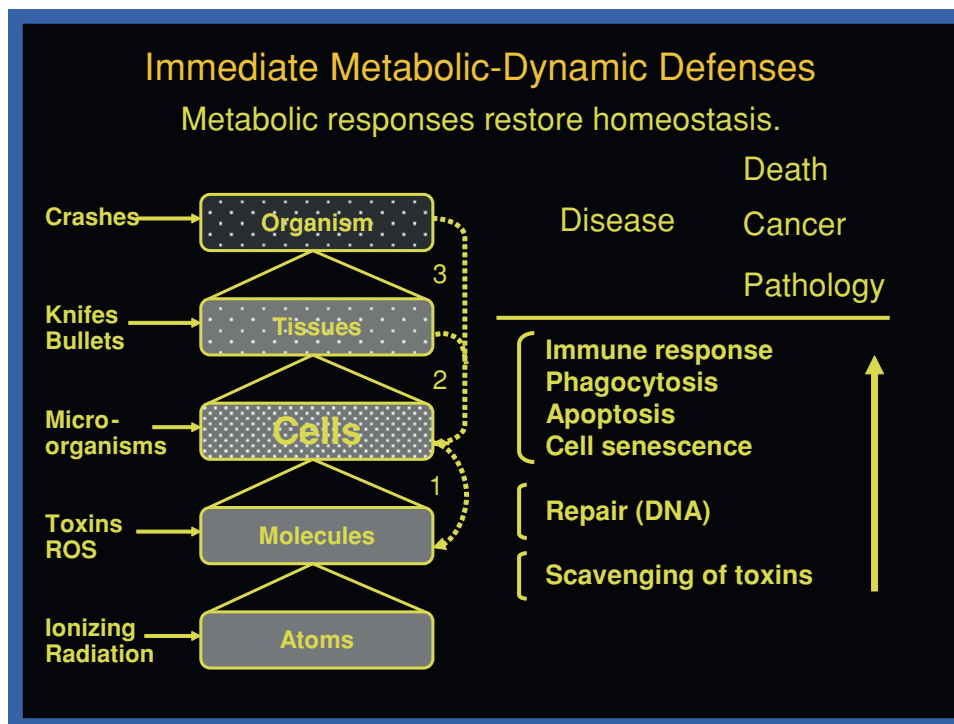 Immediate Metabolic-Dynamic Defenses
Metabolic responses restore homeostasis.
Death
Disease
Cancer
Pathology
Crashes
Organism
3
Knifes
Bullets
Tissues
2
Micro-
organisms
Cells
1
Toxins
ROS
Molecules
Ionizing
Radiation
Atoms
Immune response
Phagocytosis
Apoptosis
Cell senescence
Repair (DNA)
Scavenging of toxins